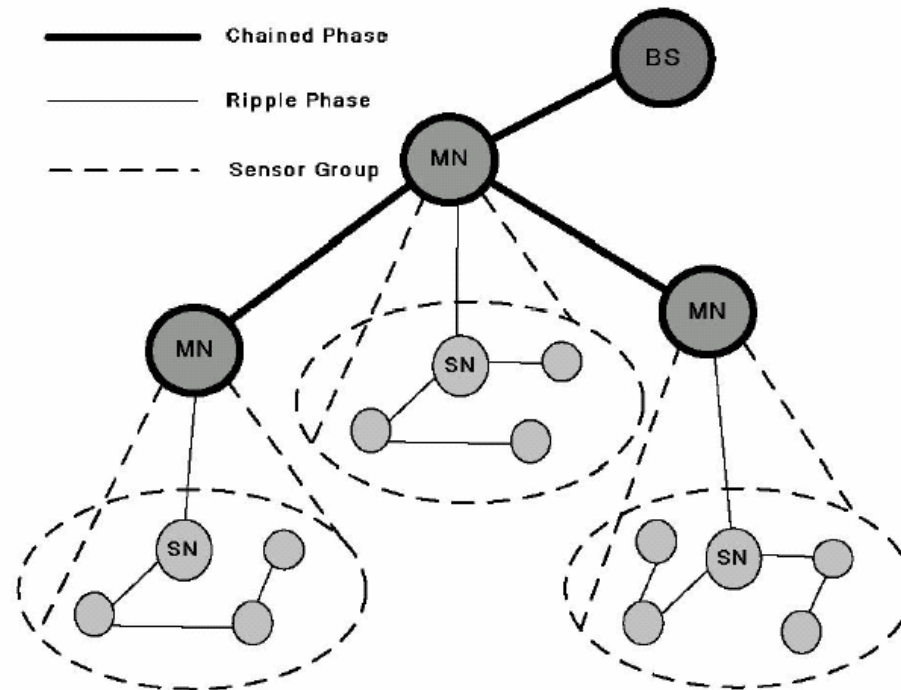 Chained Phase
BS
Ripple Phase
MN
Sensor Group
MN
MN
SN
SN
SN